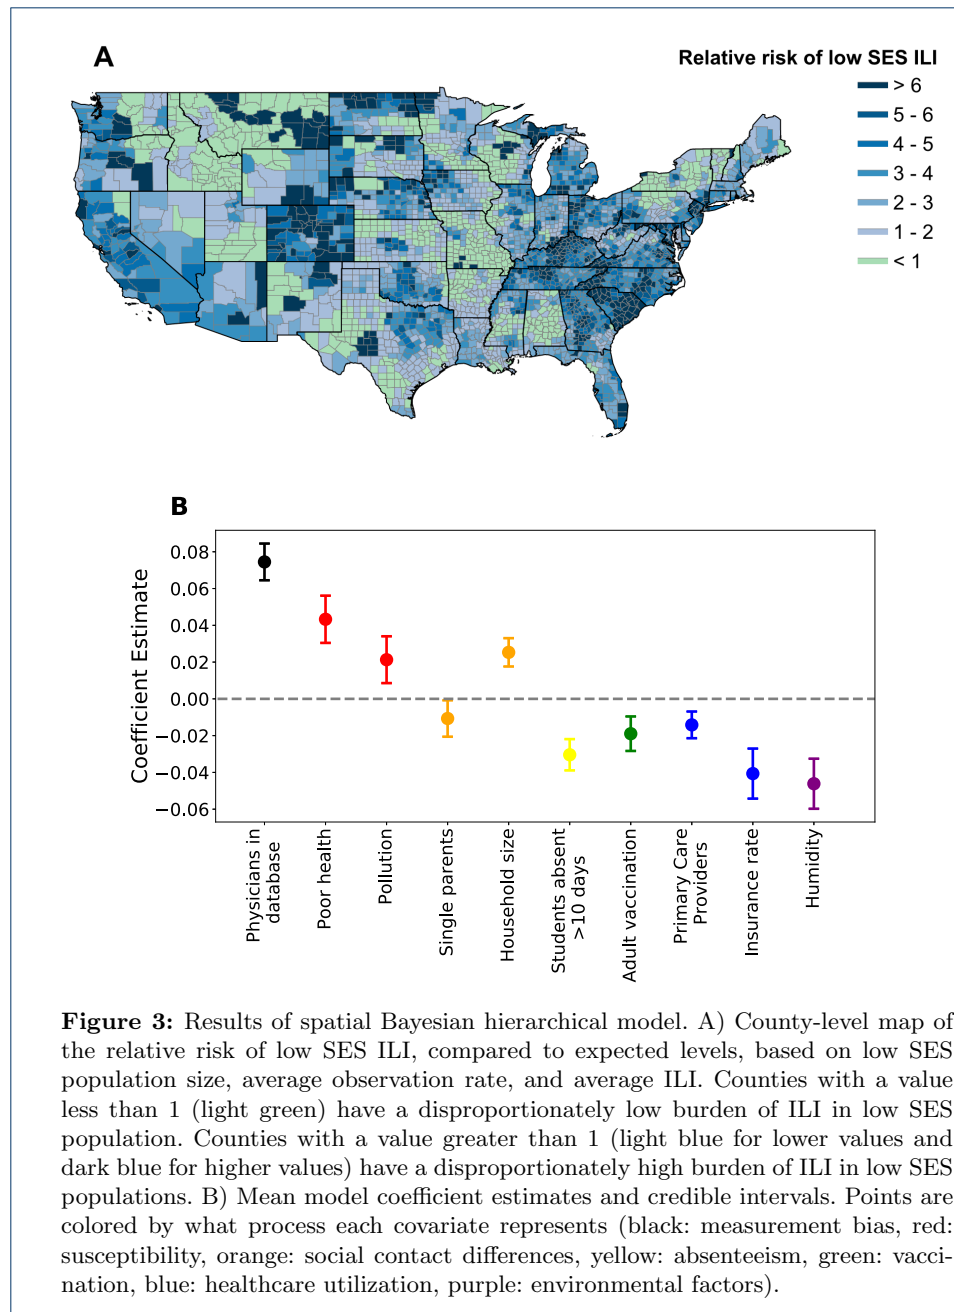 A
Relative risk of low SES ILI
> 6
5 - 6
4 - 5
3 - 4
2 - 3
1 - 2
< 1
B
Coefficient Estimate
0.08
0.06
0.04
0.02
0.00
−0.02
−0.04
−0.06
Physicians in
database
Poor health
Pollution
Single parents
Household size
Students absent
>10 days
Adult vaccination
Primary Care
Providers
Insurance rate
Humidity
Figure 3: Results of spatial Bayesian hierarchical model. A) County-level map of
the relative risk of low SES ILI, compared to expected levels, based on low SES
population size, average observation rate, and average ILI. Counties with a value
less than 1 (light green) have a disproportionately low burden of ILI in low SES
population. Counties with a value greater than 1 (light blue for lower values and
dark blue for higher values) have a disproportionately high burden of ILI in low SES
populations. B) Mean model coefficient estimates and credible intervals. Points are
colored by what process each covariate represents (black: measurement bias, red:
susceptibility, orange: social contact differences, yellow: absenteeism, green: vacci-
nation, blue: healthcare utilization, purple: environmental factors).